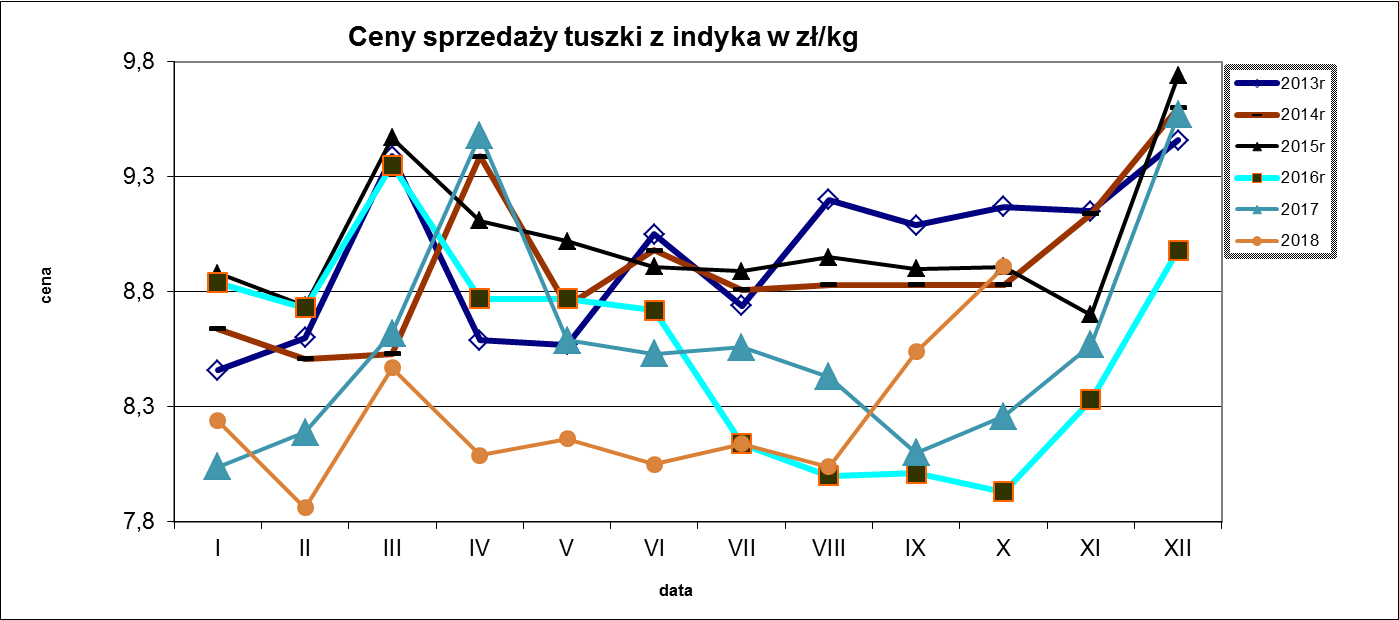 Ceny sprzedaży tuszki z indyka w zł/kg
9,8
9,3
8,8
8,3
7,8
cena
I II III IV V VI VII VIII IX X XI XII
data
2013r
2014r
2015r
2016r
2017
2018